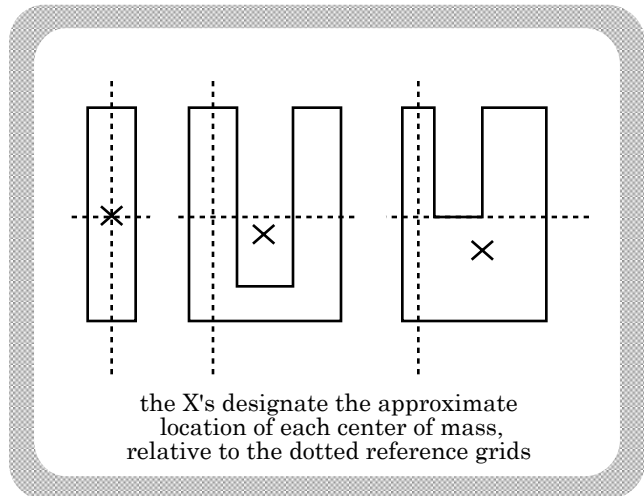 the X's designate the approximate
location of each center of mass,
relative to the dotted reference grids